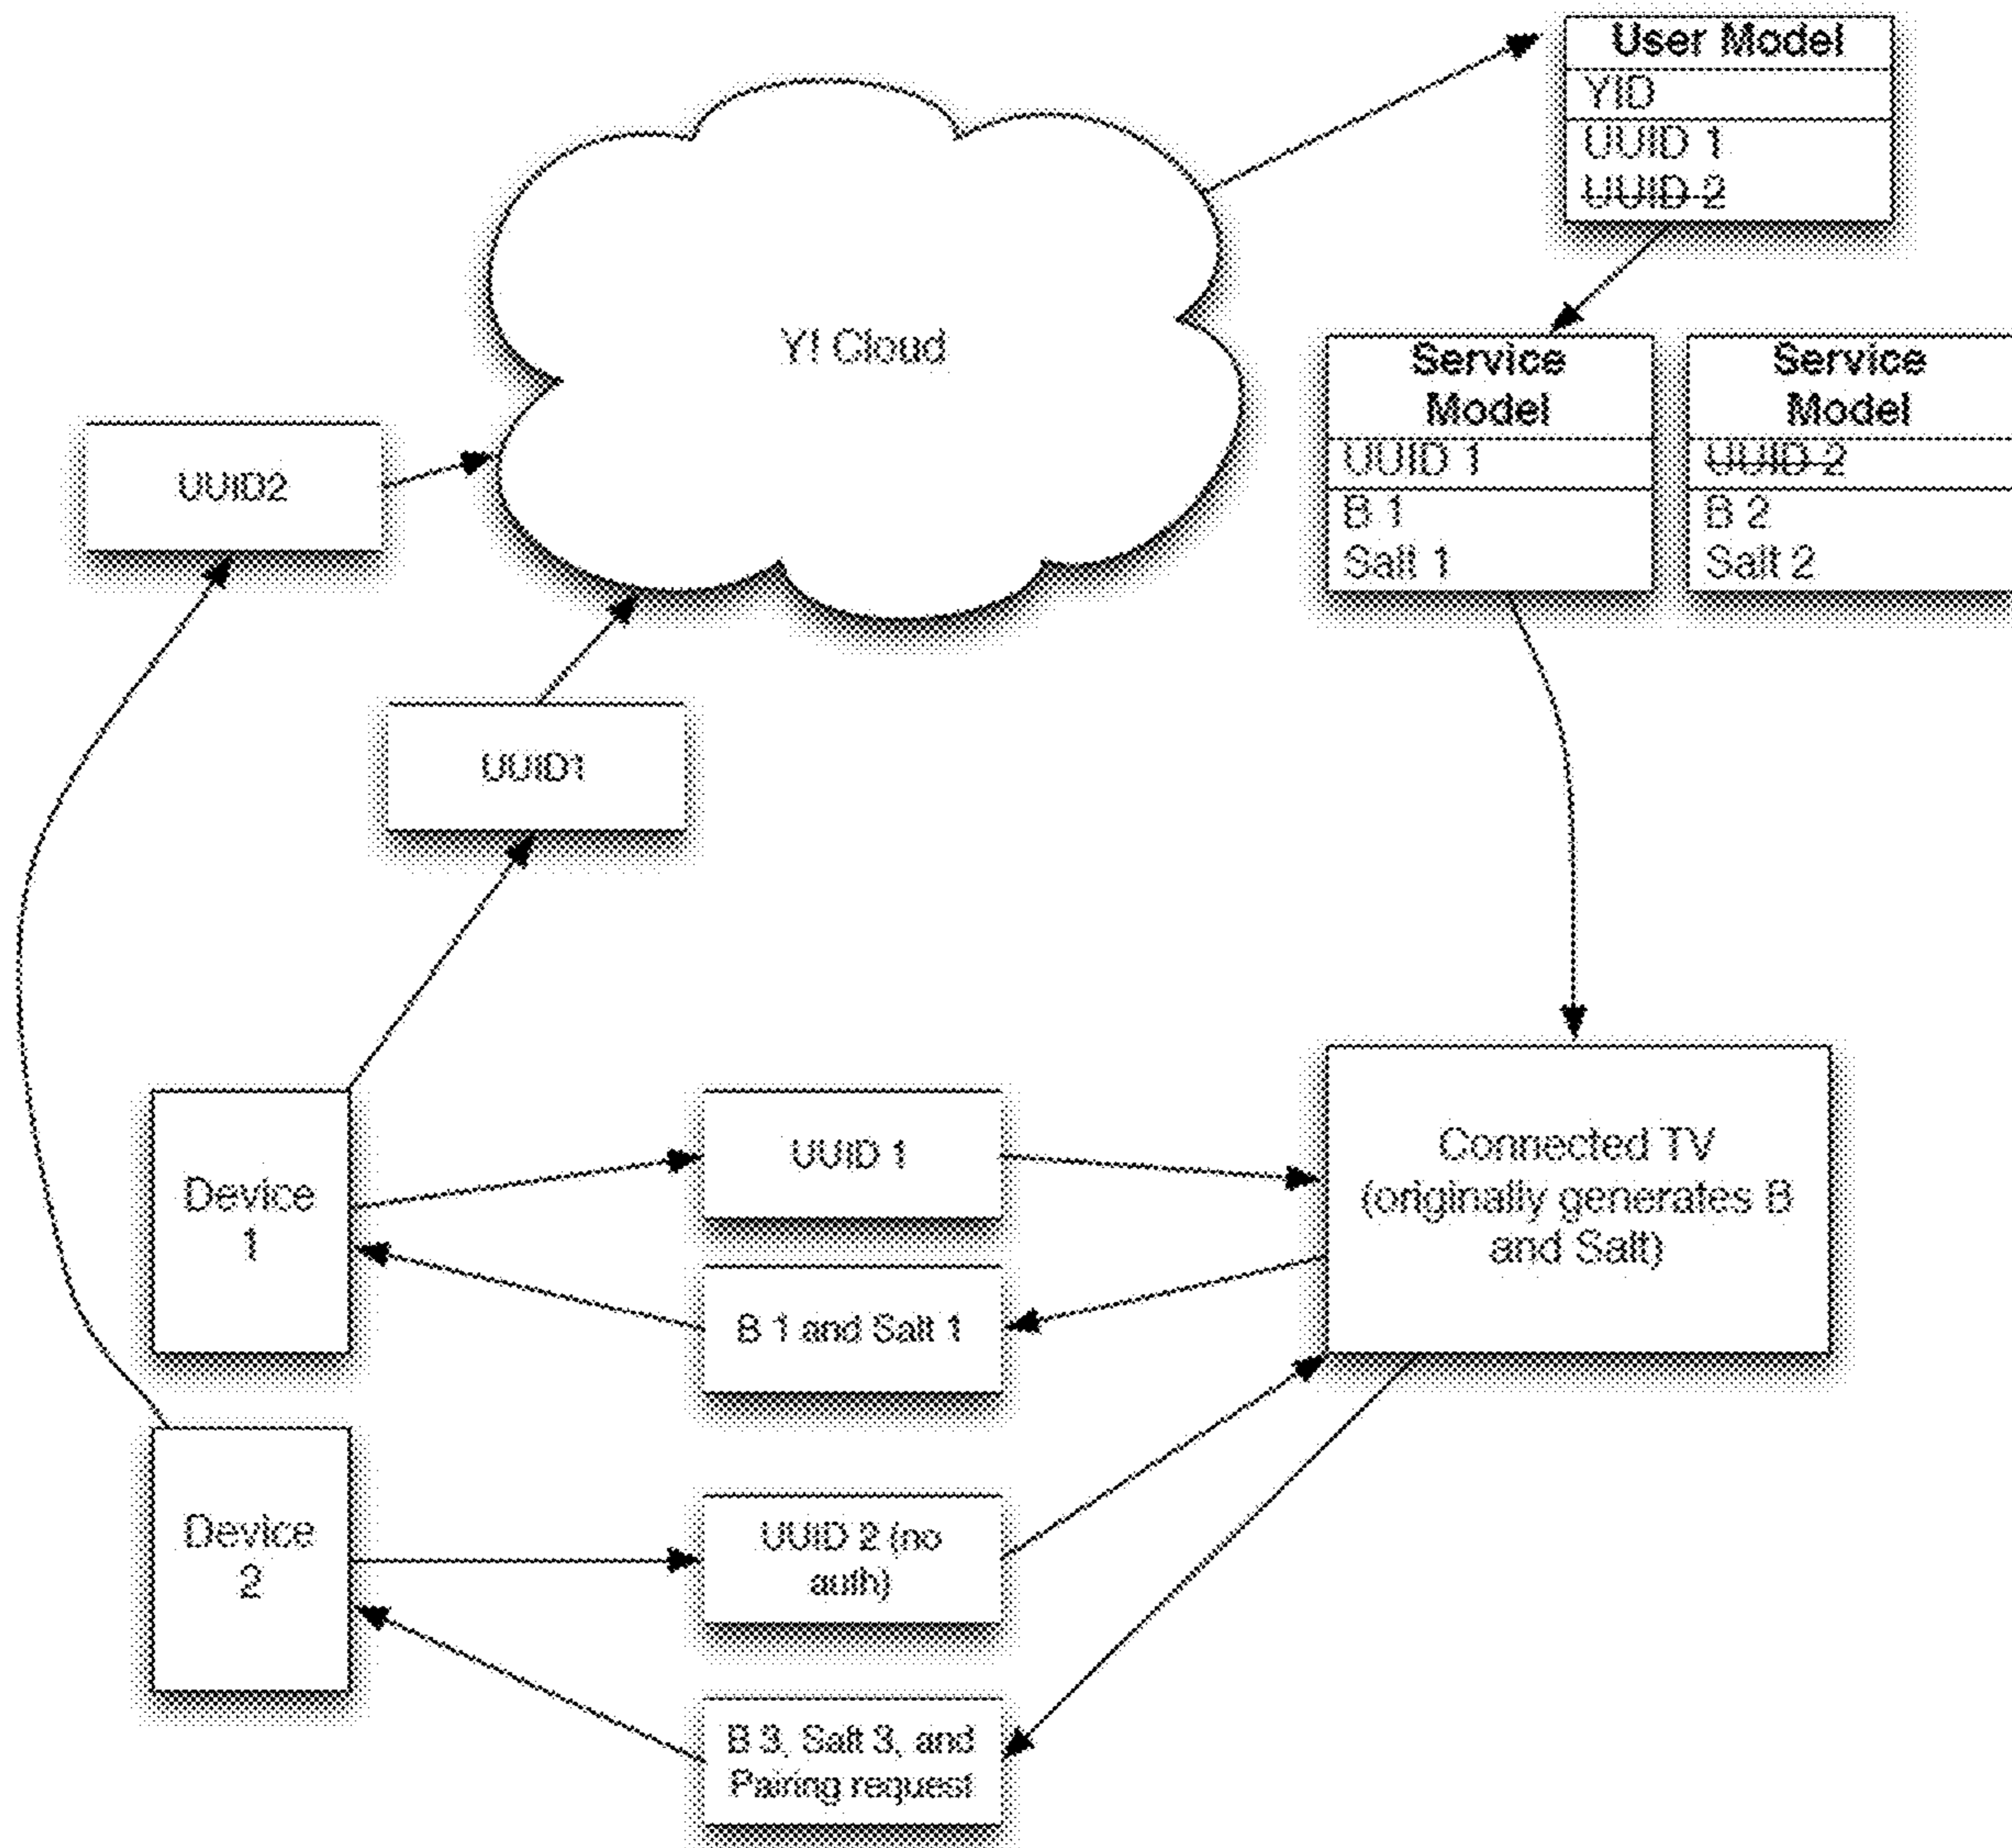 User Model
YID
UUID 1
UUID 2
Y! Cloud
Service
Model
UUID 1
B 1
Salt 1
Service
Model
UUID 2
B 2
Salt 2
UUID2
UUID1
Device
1
UUID 1
B 1 and Salt 1
Connected TV
(originally generates B
and Salt)
Device
2
UUID 2 (no
auth)
B 3, Salt 3, and
Pairing request